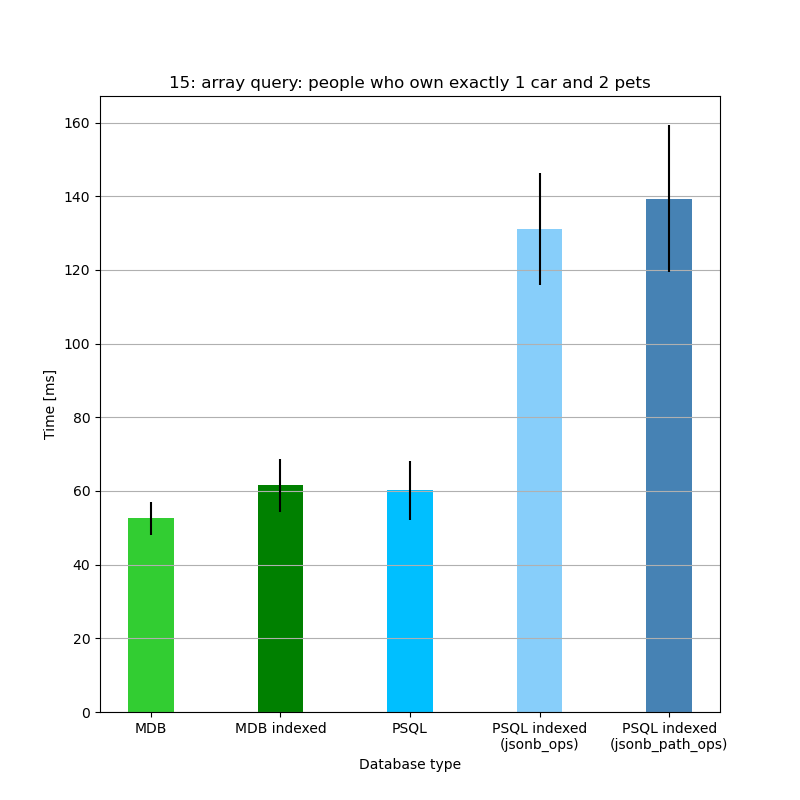 15: array query: people who own exactly 1 car and 2 pets
160
140
120
100
80
60
40
20
0
Time [ms]
MDB
MDB indexed
PSQL
PSQL indexed
(jsonb_ops)
PSQL indexed
(jsonb_path_ops)
Database type